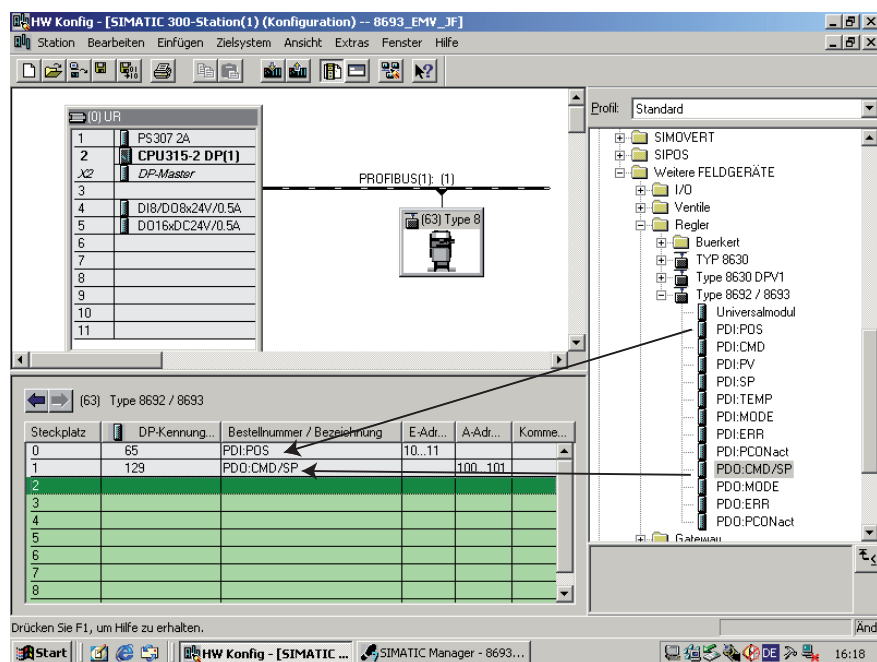 HW Konfig - [SIMATIC 300-Station(1) (Konfiguration) -- 8693_EMV_JF]
Station Bearbeiten Einfügen Zielsystem Ansicht Extras Fenster Hilfe
(0) UR
1 PS307 2A
2 CPU315-2 DP(1)
X2 DP-Master
3
4 DI8/DO8x24V/0.5A
5 DO16xDC24V/0.5A
6
7
8
9
10
11
PROFIBUS(1): (1)
(63) Type 8
Profil: Standard
SIMOVERT
SIPOS
Weitere FELDGERÄTE
I/O
Ventile
Regler
Buerkert
TYP 8630
Type 8630 DPV1
Type 8692 / 8693
Universalmodul
PDI:POS
PDI:CMD
PDI:PV
PDI:SP
PDI:TEMP
PDI:MODE
PDI:ERR
PDI:PCONact
PDO:CMD/SP
PDO:MODE
PDO:ERR
PDO:PCONact
Gateway
(63) Type 8692 / 8693
Steckplatz DP-Kennung... Bestellnummer / Bezeichnung E-Adr... A-Adr... Komme...
0 65 PDI:POS 10...11
1 129 PDO:CMD/SP 100...101
2
3
4
5
6
7
8
Drücken Sie F1, um Hilfe zu erhalten.
Änd
Start
HW Konfig - [SIMATIC ...
SIMATIC Manager - 8693...
DE
16:18